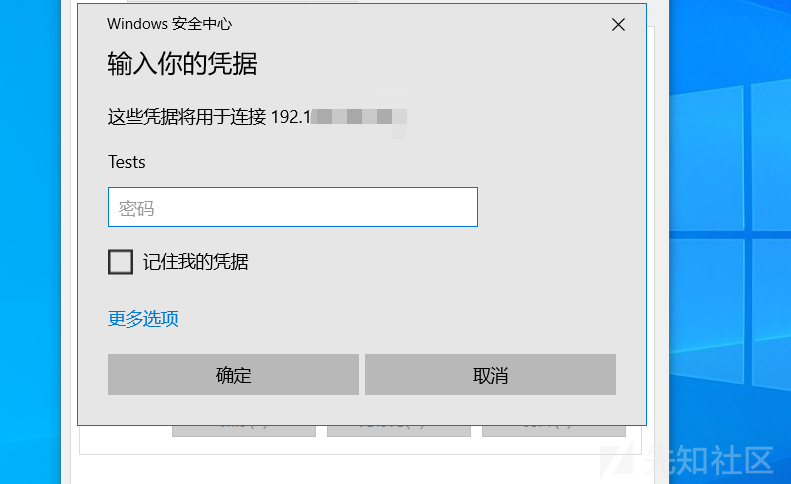 Windows 安全中心
输入你的凭据
这些凭据将用于连接 192.1
Tests
密码
记住我的凭据
更多选项
确定
取消
先知社区